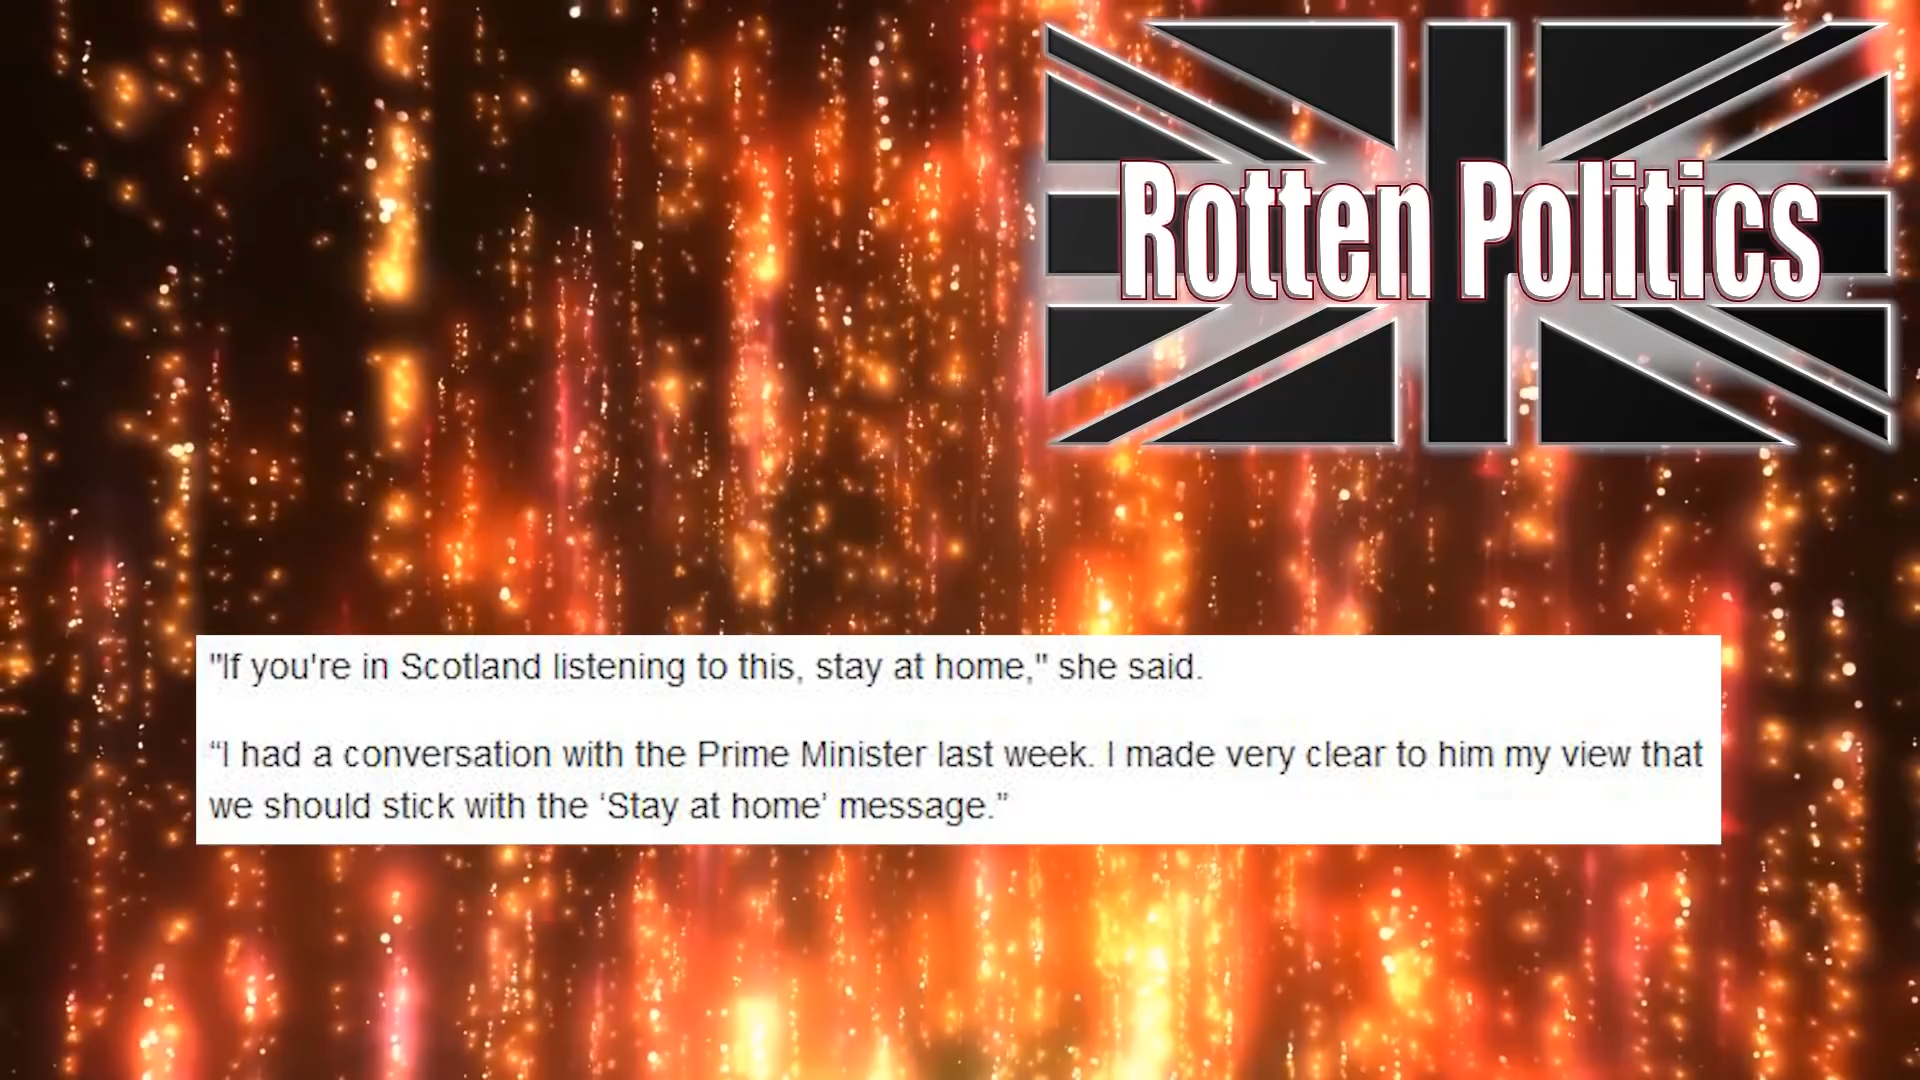 Rotten Politics
"If you're in Scotland listening to this, stay at home," she said.
“I had a conversation with the Prime Minister last week. I made very clear to him my view that
we should stick with the ‘Stay at home’ message.”